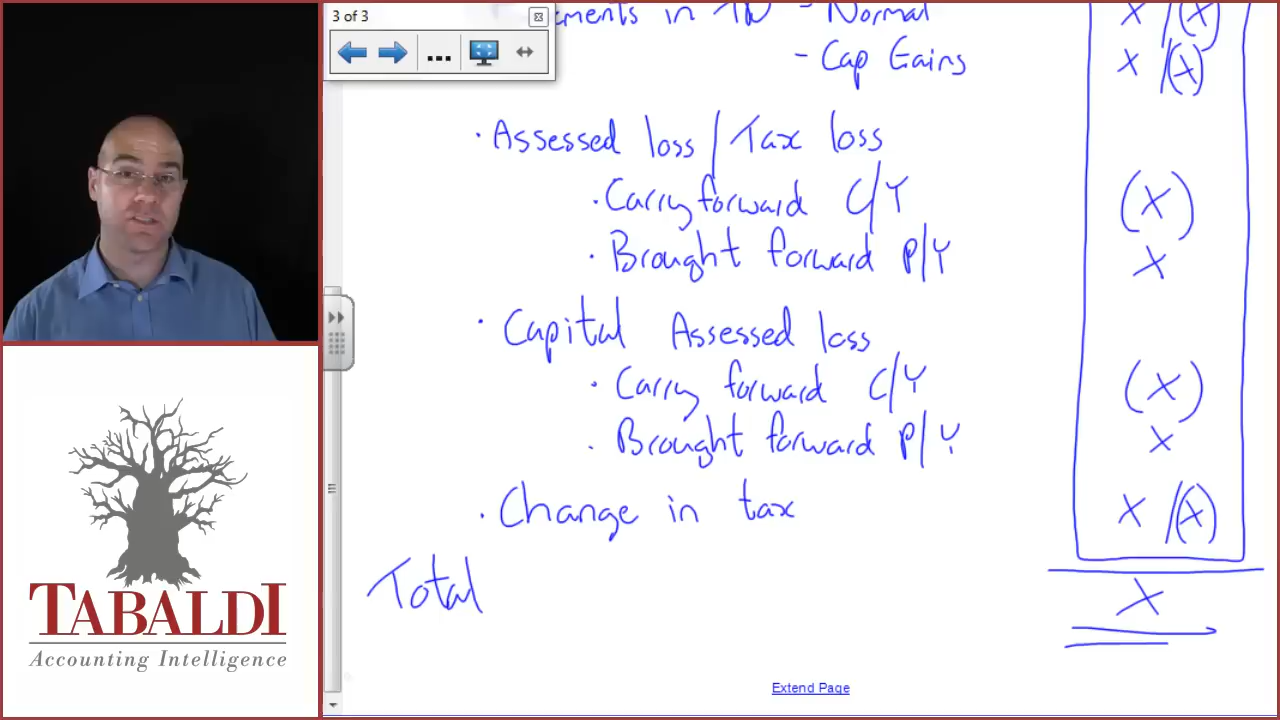 3 of 3
...
ements in TD - Normal X /(X)
- Cap Gains X /(X)
· Assessed loss/Tax loss
· Carry forward C/Y (X)
· Brought forward P/Y X
· Capital Assessed loss
· Carry forward C/Y (X)
· Brought forward P/Y X
· Change in tax X /(X)
Total X
Extend Page
TABALDI
Accounting Intelligence